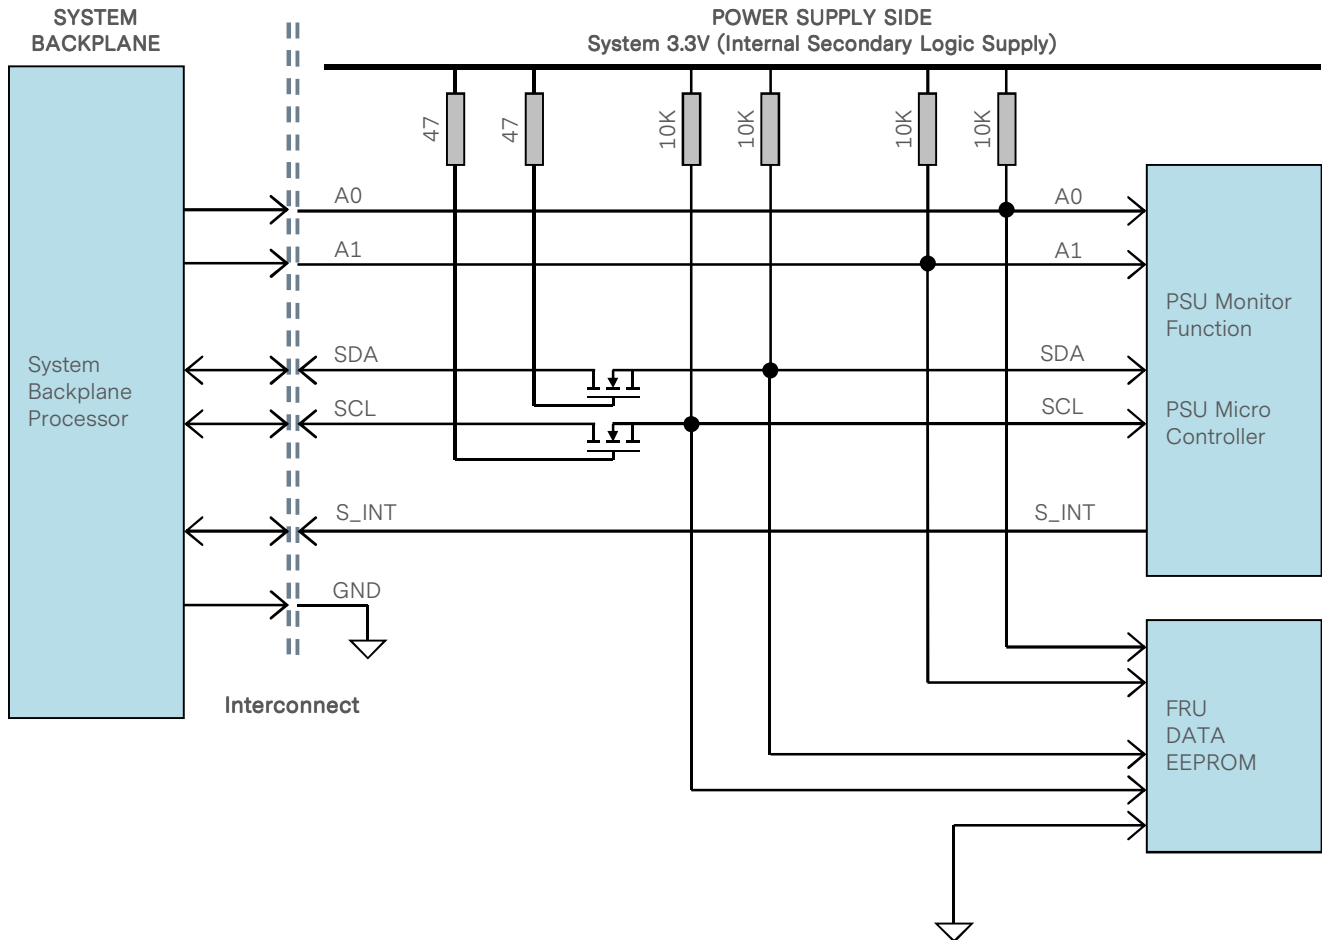 SYSTEM
BACKPLANE
POWER SUPPLY SIDE
System 3.3V (Internal Secondary Logic Supply)
47
47
10K
10K
10K
10K
A0
A0
A1
A1
PSU Monitor
Function
SDA
SDA
System
Backplane
Processor
SCL
SCL
PSU Micro
Controller
S_INT
S_INT
GND
Interconnect
FRU
DATA
EEPROM